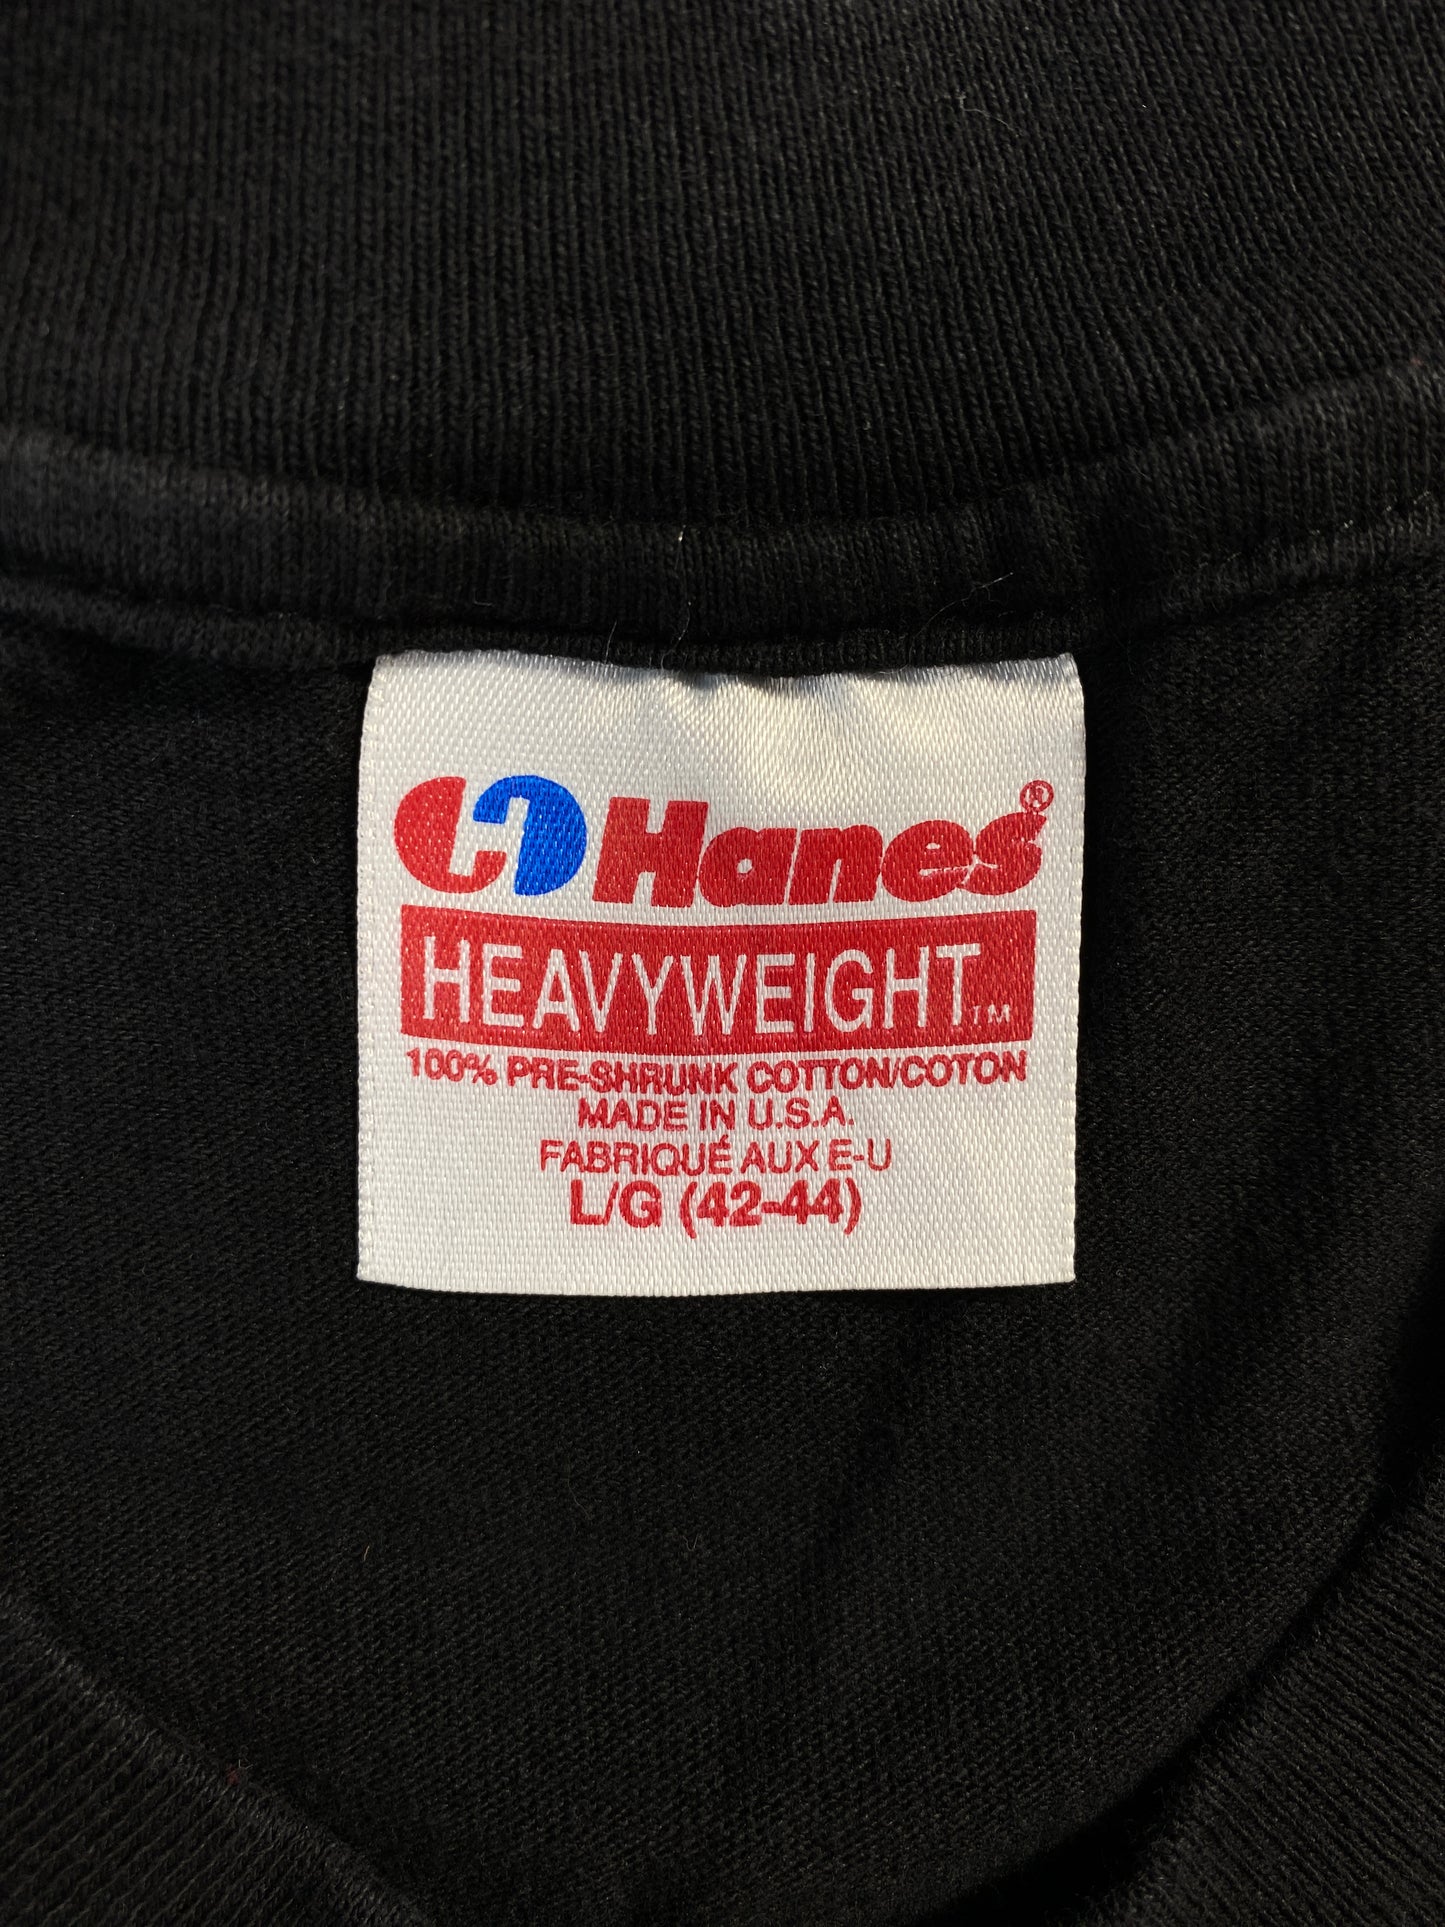 Hanes®
HEAVYWEIGHT™
100% PRE-SHRUNK COTTON/COTON
MADE IN U.S.A.
FABRIQUÉ AUX E-U
L/G (42-44)